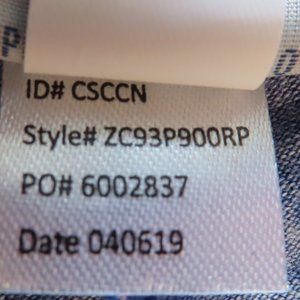 ID# CSCCN
Style# ZC93P900RP
PO# 6002837
Date 040619